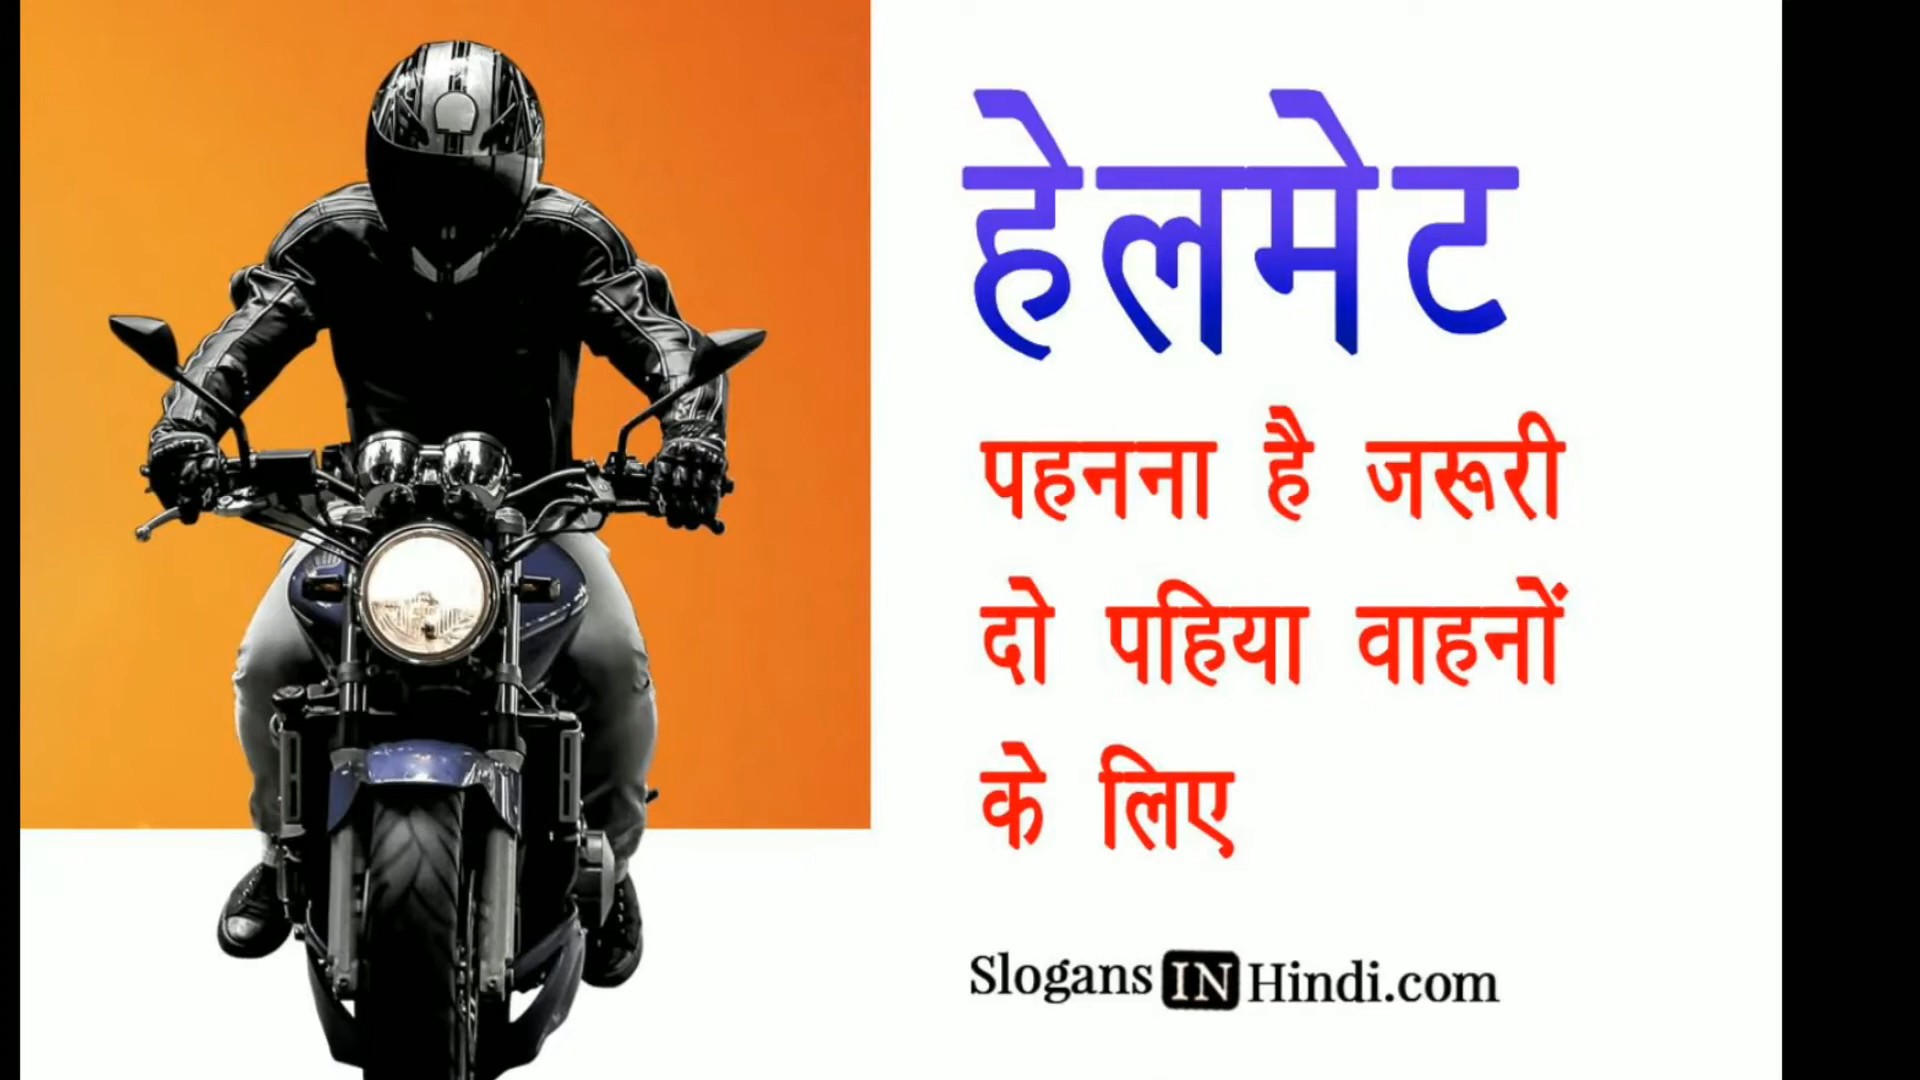 हेलमेट
पहनना है जरूरी
दो पहिया वाहनों
के लिए
Slogans IN Hindi.com